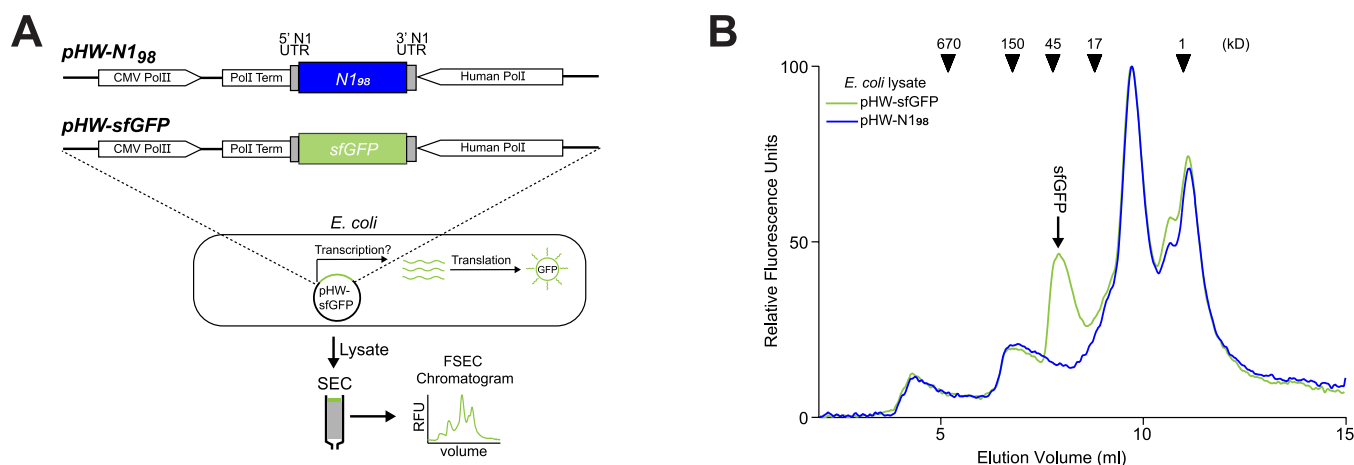 A
pHW-N198
5' N1
UTR
3' N1
UTR
CMV PolII
PolI Term
N198
Human PolI
pHW-sfGFP
CMV PolII
PolI Term
sfGFP
Human PolI
E. coli
Transcription?
Translation
GFP
pHW-
sfGFP
Lysate
SEC
FSEC
Chromatogram
RFU
volume
B
670 150 45 17 1 (kD)
E. coli lysate
pHW-sfGFP
pHW-N198
sfGFP
Relative Fluorescence Units
100
50
0
5 10 15
Elution Volume (ml)